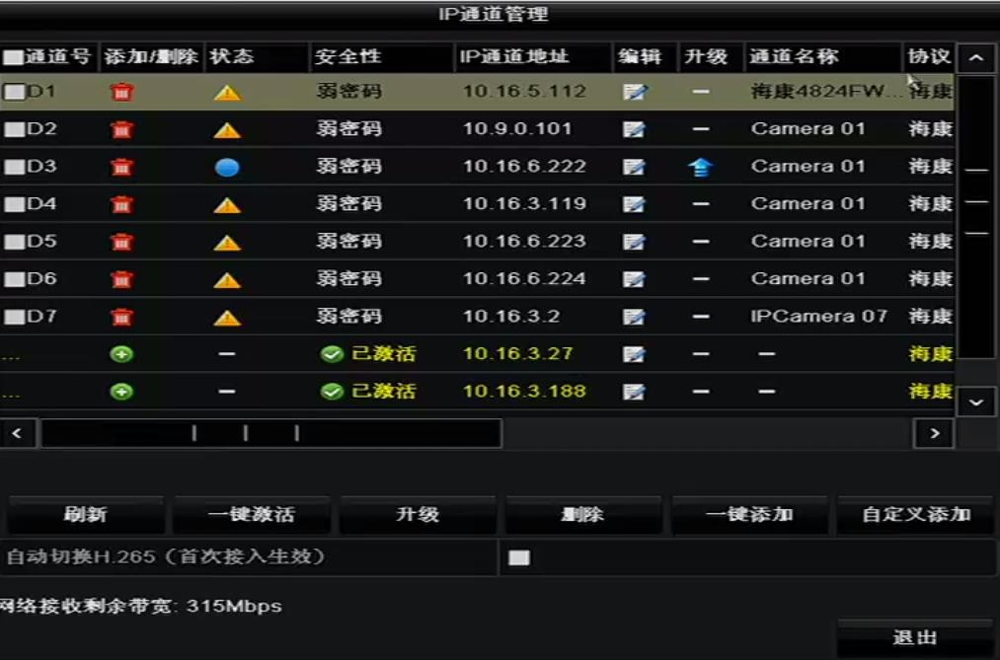 IP通道管理
通道号 添加/删除 状态 安全性 IP通道地址 编辑 升级 通道名称 协议
D1 弱密码 10.16.5.112 — 海康4824FW... 海康
D2 弱密码 10.9.0.101 — Camera 01 海康
D3 弱密码 10.16.6.222 Camera 01 海康
D4 弱密码 10.16.3.119 — Camera 01 海康
D5 弱密码 10.16.6.223 — Camera 01 海康
D6 弱密码 10.16.6.224 — Camera 01 海康
D7 弱密码 10.16.3.2 — IPCamera 07 海康
... — 已激活 10.16.3.27 — — 海康
... — 已激活 10.16.3.188 — — 海康
刷新 一键激活 升级 删除 一键添加 自定义添加
自动切换H.265（首次接入生效）
网络接收剩余带宽: 315Mbps
退出